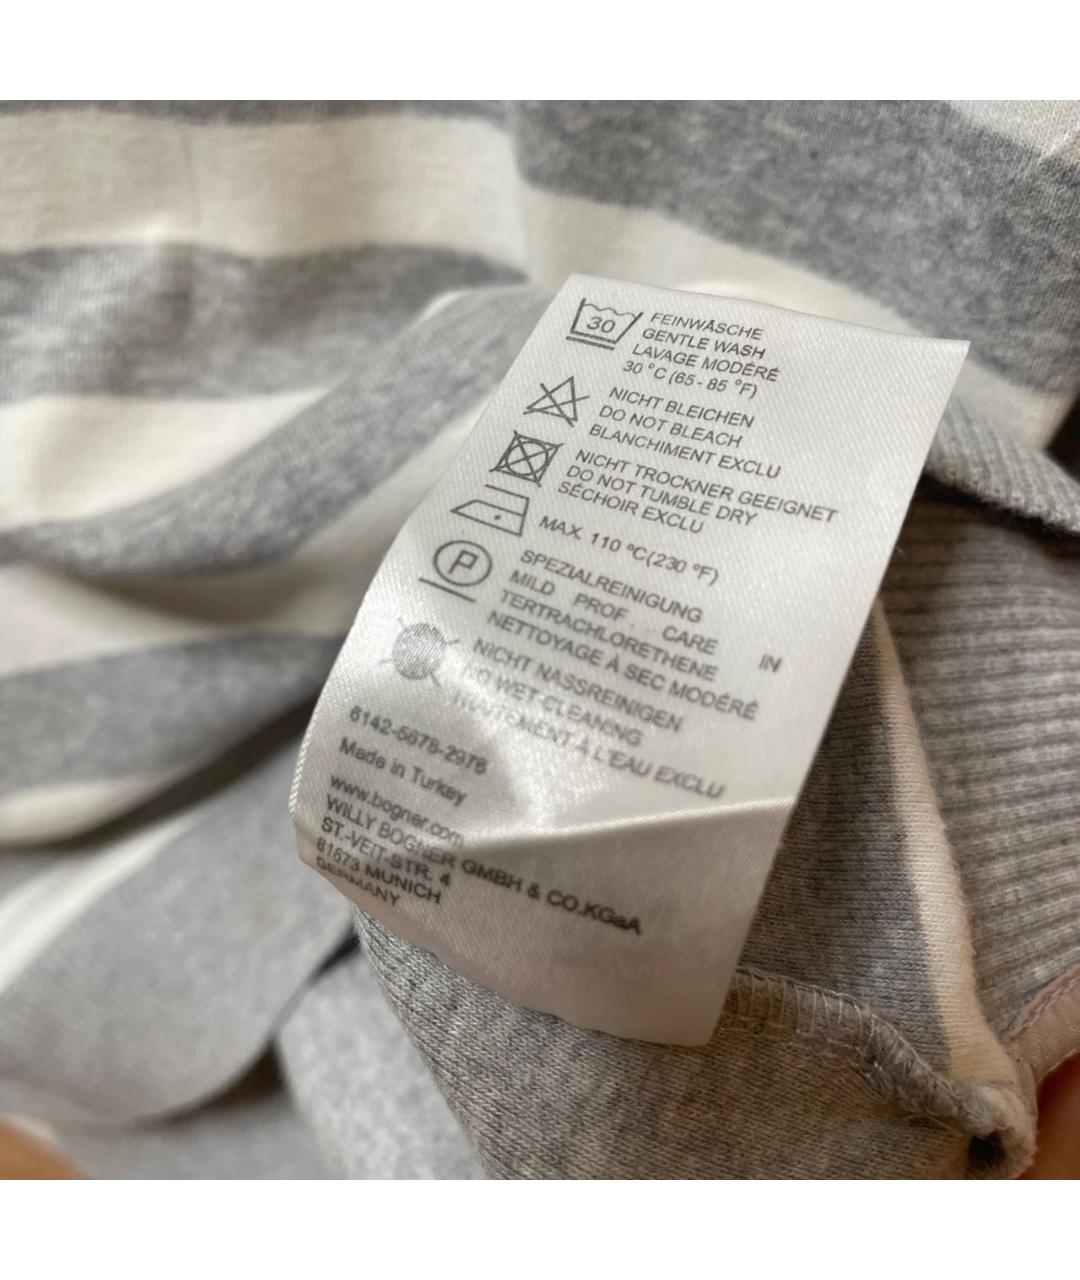 30
FEINWÄSCHE
GENTLE WASH
LAVAGE MODÉRÉ
30 °C (65 - 85 °F)
NICHT BLEICHEN
DO NOT BLEACH
BLANCHIMENT EXCLU
NICHT TROCKNER GEEIGNET
DO NOT TUMBLE DRY
SÉCHOIR EXCLU
MAX. 110 °C(230 °F)
P
SPEZIALREINIGUNG
MILD PROF. CARE IN
TERTRACHLORETHENE
NETTOYAGE À SEC MODÉRÉ
NICHT NASSREINIGEN
NO WET-CLEANING
TRAITEMENT À L'EAU EXCLU
6142-5678-2978
Made in Turkey
www.bogner.com
WILLY BOGNER GMBH & CO.KGaA
ST.-VEIT-STR. 4
81673 MUNICH
GERMANY